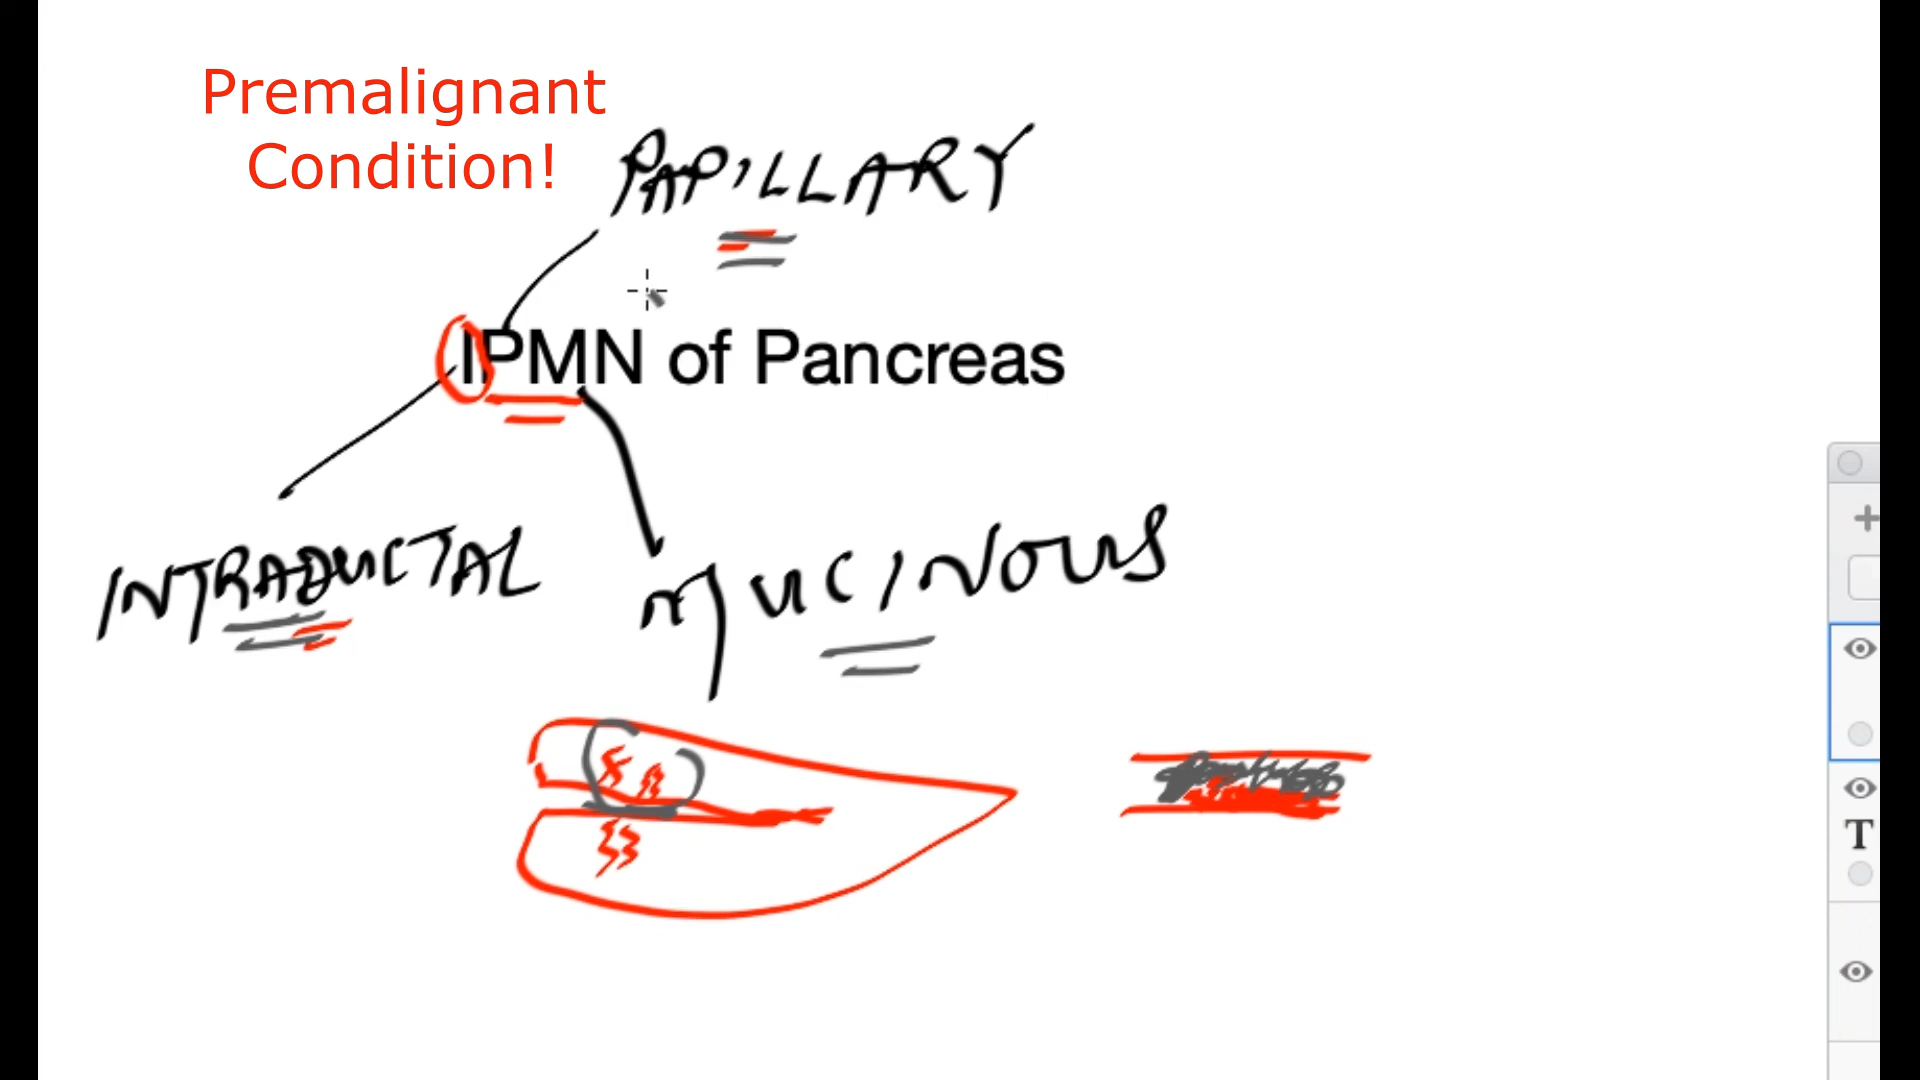 Premalignant
Condition!
PAPILLARY
IPMN of Pancreas
INTRADUCTAL
MUCINOUS
T